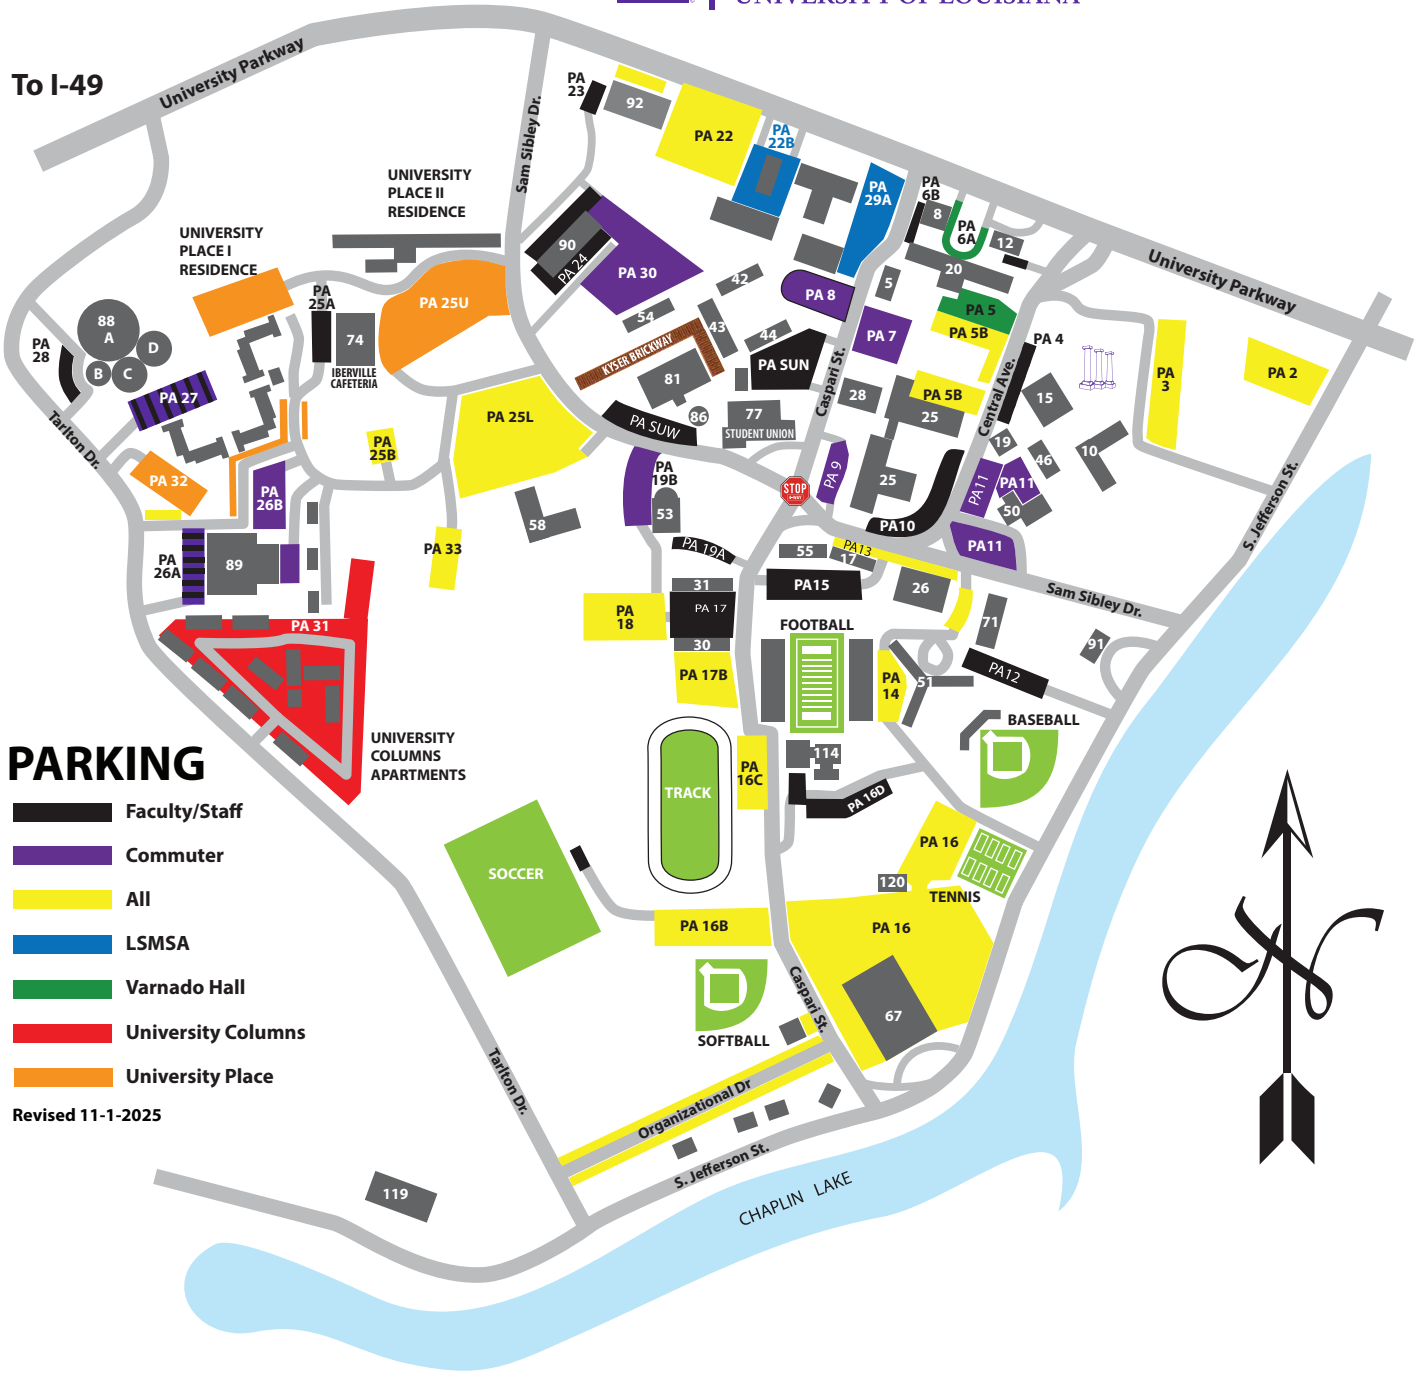 UNIVERSITY OF LOUISIANA
To I-49
University Parkway
Sam Sibley Dr.
PA
23
92
PA 22
PA
22B
PA
29A
PA
6B
8
PA
6A
12
20
University Parkway
UNIVERSITY
PLACE II
RESIDENCE
UNIVERSITY
PLACE I
RESIDENCE
90
PA 24
PA 30
42
54
43
44
PA 8
5
PA 7
PA 5
PA 5B
PA 4
PA
3
PA 2
PA 25U
PA
25A
74
IBERVILLE
CAFETERIA
88
A
B
C
D
PA
28
PA 27
Tarlton Dr.
KYSER BRICKWAY
81
PA SUN
Caspari St.
28
PA 5B
25
Central Ave.
15
PA SUW
86
77
STUDENT UNION
19
46
10
PA 25L
PA
25B
PA 32
PA
26B
PA
19B
53
58
STOP
PA 9
25
PA10
PA11
PA11
50
PA11
S. Jefferson St.
PA
26A
89
PA 33
PA 19A
55
PA13
17
PA15
26
Sam Sibley Dr.
31
PA
18
PA 17
30
PA 17B
FOOTBALL
71
91
PA12
PA
14
51
PA 31
UNIVERSITY
COLUMNS
APARTMENTS
BASEBALL
PA
16C
114
PA 16D
TRACK
PARKING
Faculty/Staff
Commuter
All
LSMSA
Varnado Hall
University Columns
University Place
Revised 11-1-2025
SOCCER
PA 16
120
TENNIS
PA 16B
PA 16
Caspari St.
67
SOFTBALL
Tarlton Dr.
Organizational Dr
S. Jefferson St.
CHAPLIN LAKE
119
N